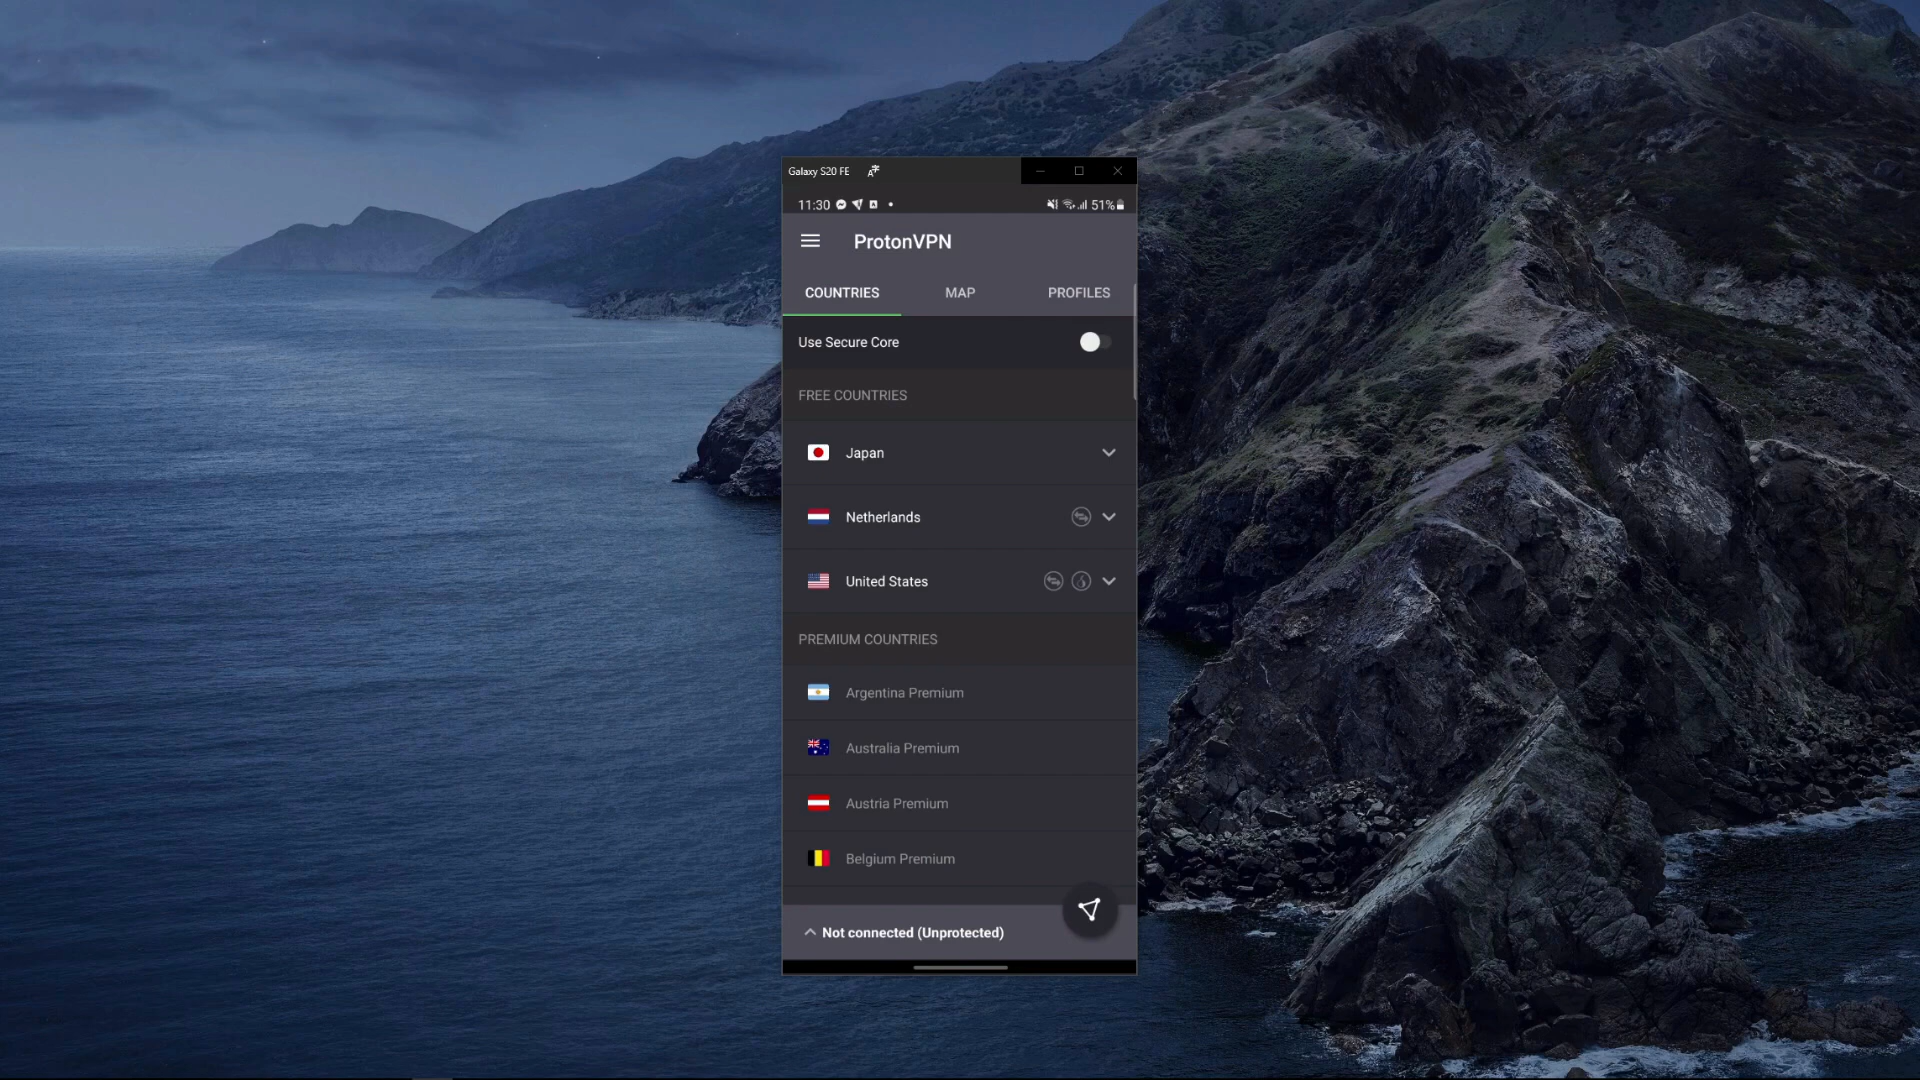 Galaxy S20 FE
11:30 51%
ProtonVPN
COUNTRIES MAP PROFILES
Use Secure Core
FREE COUNTRIES
Japan
Netherlands
United States
PREMIUM COUNTRIES
Argentina Premium
Australia Premium
Austria Premium
Belgium Premium
Not connected (Unprotected)